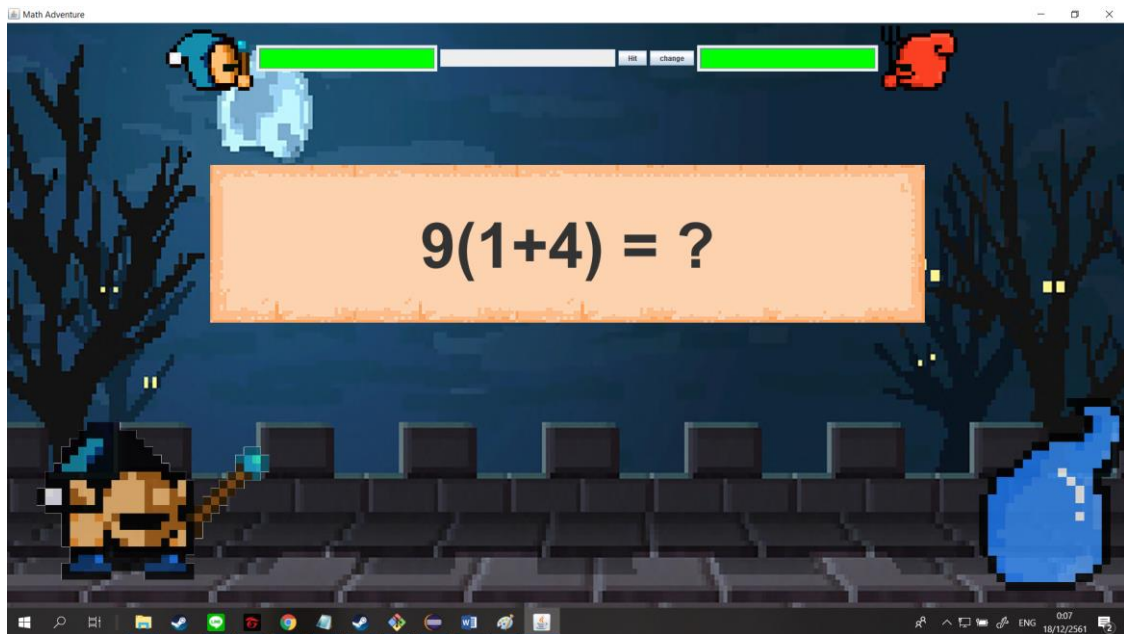 Math Adventure
Hit
change
9(1+4) = ?
ENG
0:07
18/12/2561